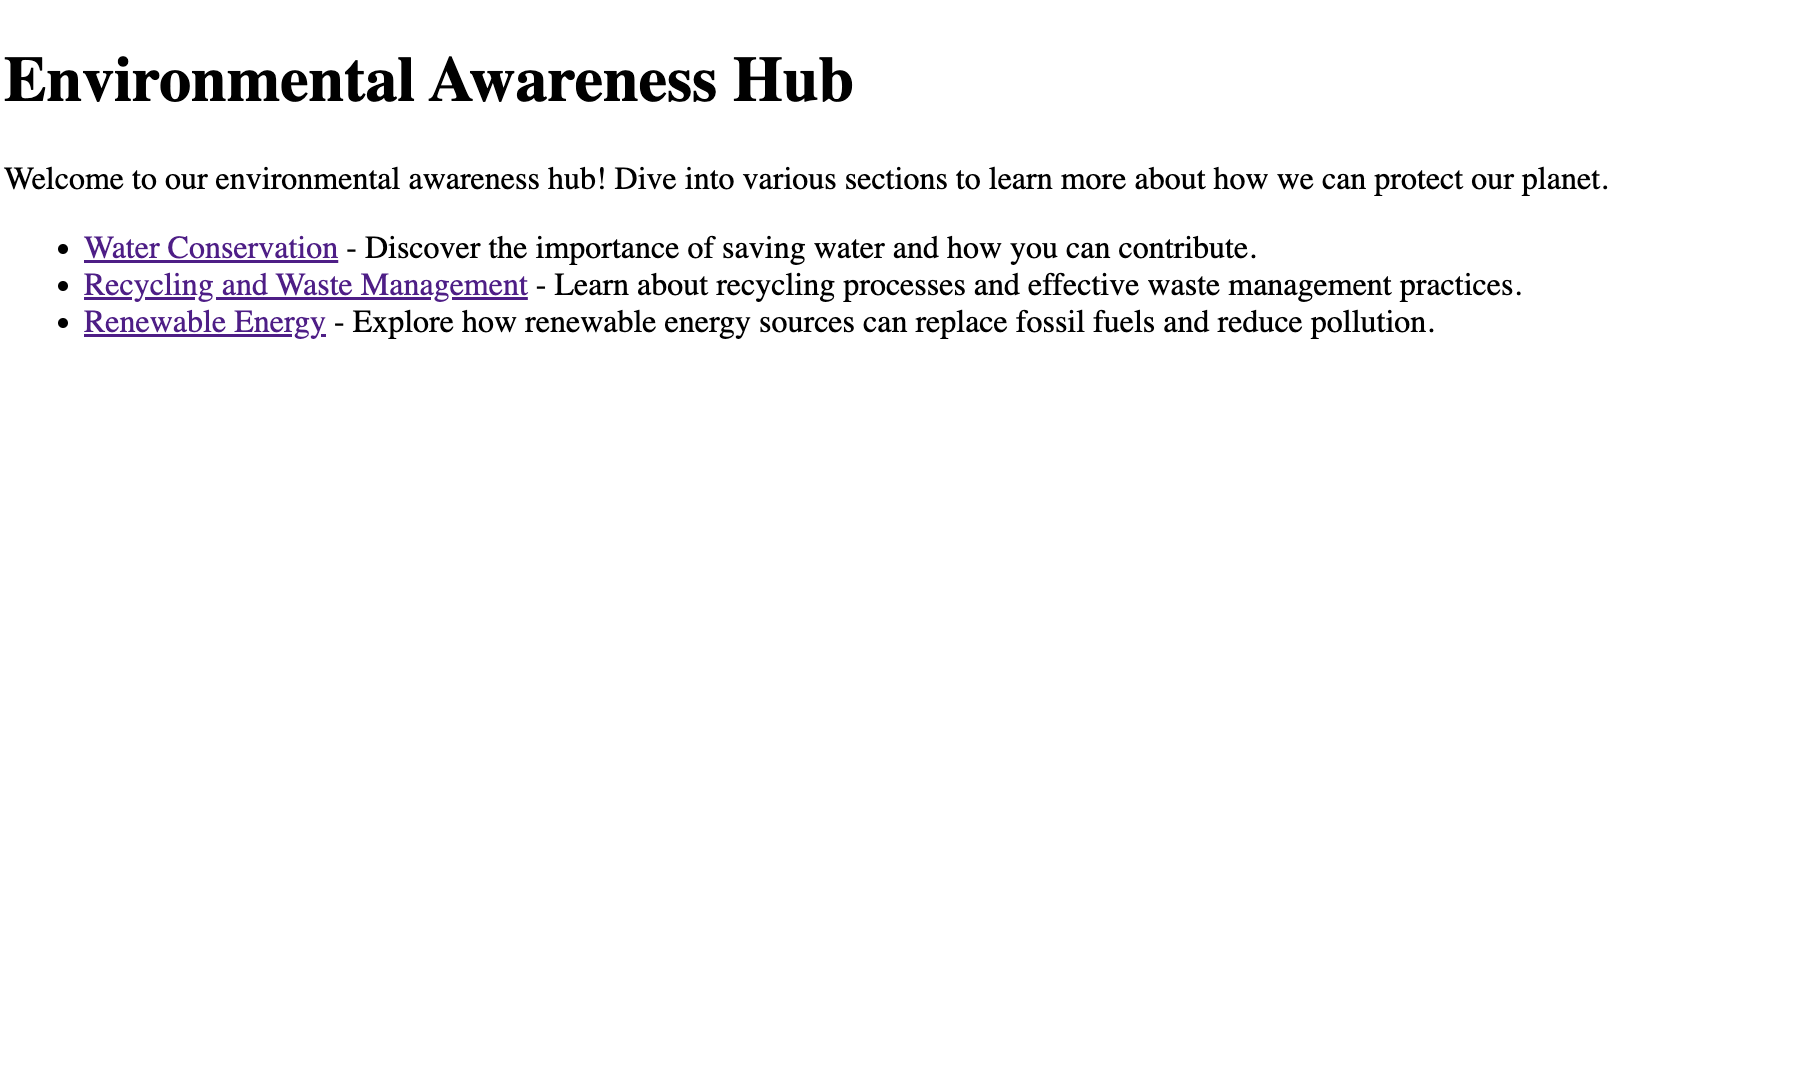 Environmental Awareness Hub
Welcome to our environmental awareness hub! Dive into various sections to learn more about how we can protect our planet.
• Water Conservation - Discover the importance of saving water and how you can contribute.
• Recycling and Waste Management - Learn about recycling processes and effective waste management practices.
• Renewable Energy - Explore how renewable energy sources can replace fossil fuels and reduce pollution.